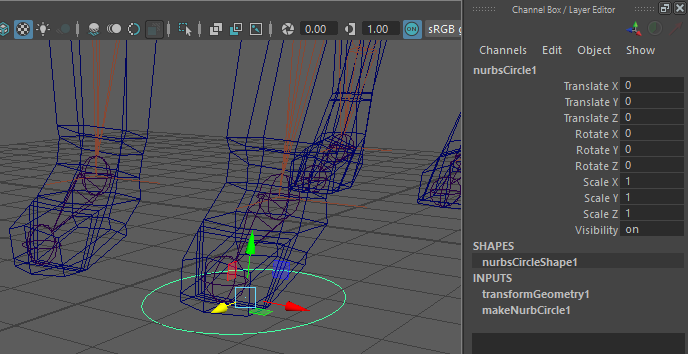 Channel Box / Layer Editor
0.00 1.00 ON sRGB g
Channels Edit Object Show
nurbsCircle1
Translate X 0
Translate Y 0
Translate Z 0
Rotate X 0
Rotate Y 0
Rotate Z 0
Scale X 1
Scale Y 1
Scale Z 1
Visibility on
SHAPES
nurbsCircleShape1
INPUTS
transformGeometry1
makeNurbCircle1